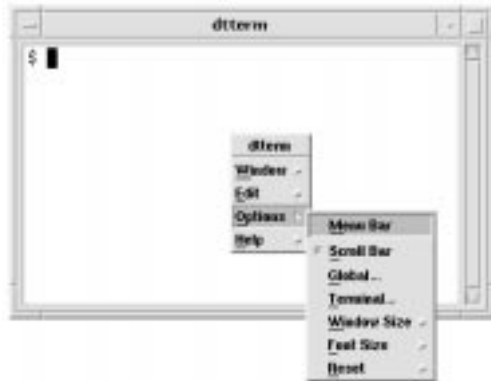 dtterm
$
dtterm
Window
Edit
Options
Help
Menu Bar
Scroll Bar
Global...
Terminal...
Window Size
Font Size
Reset